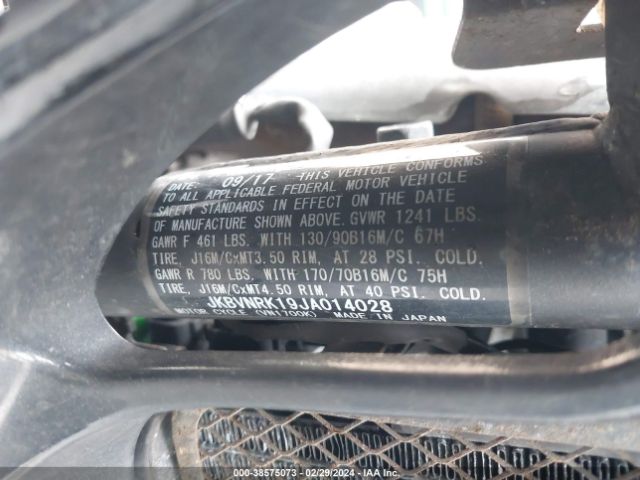 DATE: 09/17 THIS VEHICLE CONFORMS
TO ALL APPLICABLE FEDERAL MOTOR VEHICLE
SAFETY STANDARDS IN EFFECT ON THE DATE
OF MANUFACTURE SHOWN ABOVE.GVWR 1241 LBS.
GAWR F 461 LBS. WITH 130/90B16M/C 67H
TIRE, J16M/CxMT3.50 RIM, AT 28 PSI. COLD.
GAWR R 780 LBS. WITH 170/70B16M/C 75H
TIRE, J16M/CxMT4.50 RIM, AT 40 PSI. COLD.
JKBVNRK19JA014028
MOTOR CYCLE (VN1700K) MADE IN JAPAN
000-38575073 - 02/29/2024 - IAA Inc.